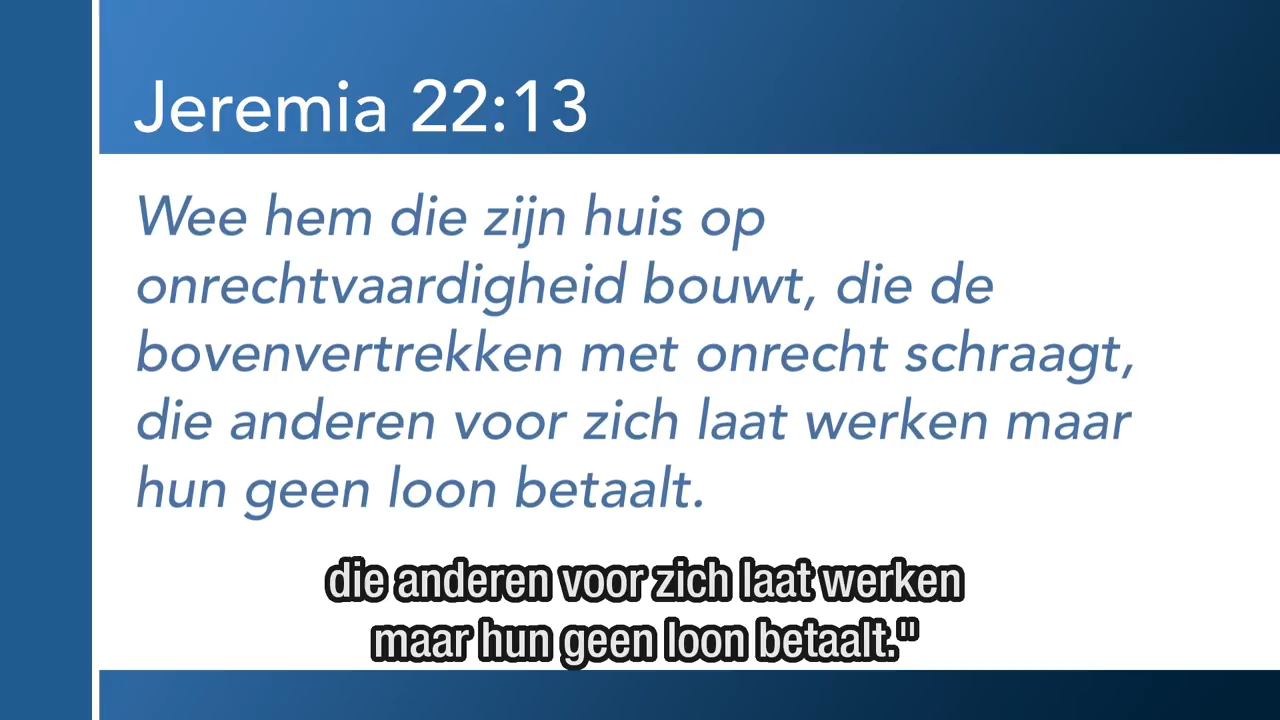 Jeremia 22:13
Wee hem die zijn huis op
onrechtvaardigheid bouwt, die de
bovenvertrekken met onrecht schraagt,
die anderen voor zich laat werken maar
hun geen loon betaalt.
die anderen voor zich laat werken
maar hun geen loon betaalt."